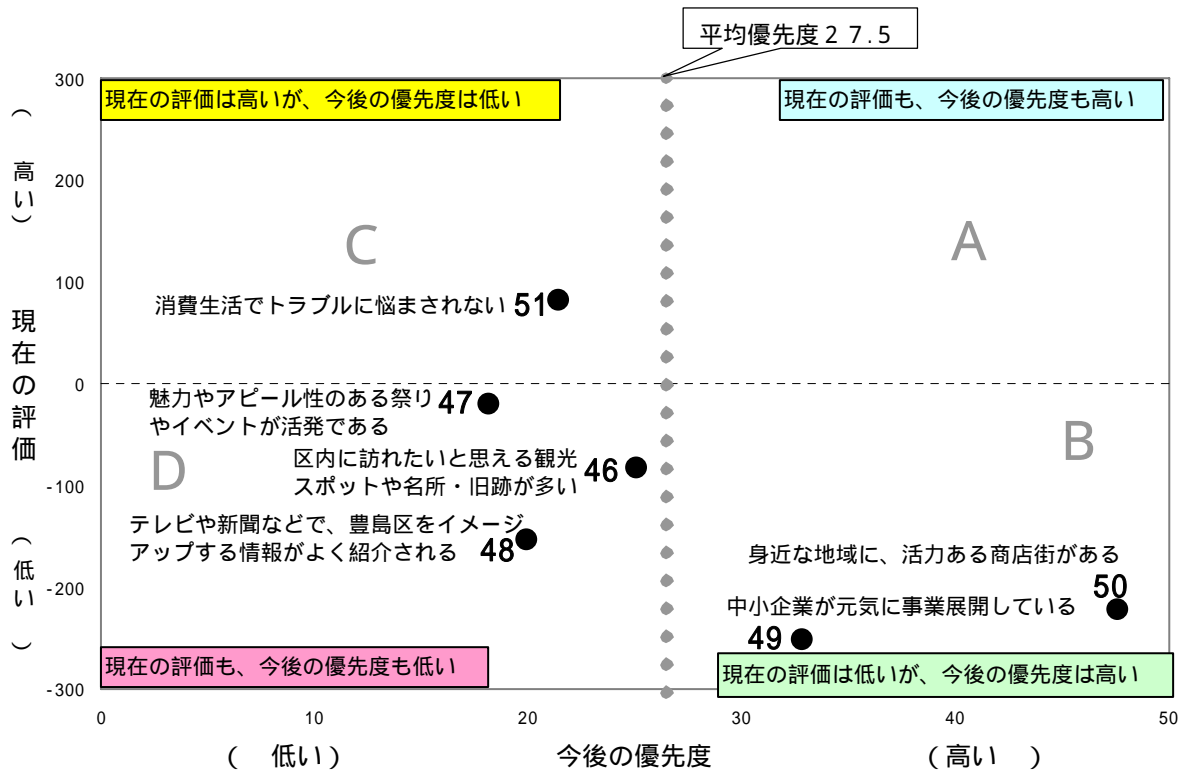 平均優先度２７.５
300
現在の評価は高いが、今後の優先度は低い
現在の評価も、今後の優先度も高い
（ 高い） 現在の評価 （低い ）
200
C
A
100
消費生活でトラブルに悩まされない 51
0
魅力やアピール性のある祭り 47
やイベントが活発である
B
D
区内に訪れたいと思える観光 46
スポットや名所・旧跡が多い
-100
テレビや新聞などで、豊島区をイメージ
アップする情報がよく紹介される 48
身近な地域に、活力ある商店街がある
50
-200
中小企業が元気に事業展開している
49
現在の評価も、今後の優先度も低い
現在の評価は低いが、今後の優先度は高い
-300
0 10 20 30 40 50
（ 低い） 今後の優先度 （高い ）